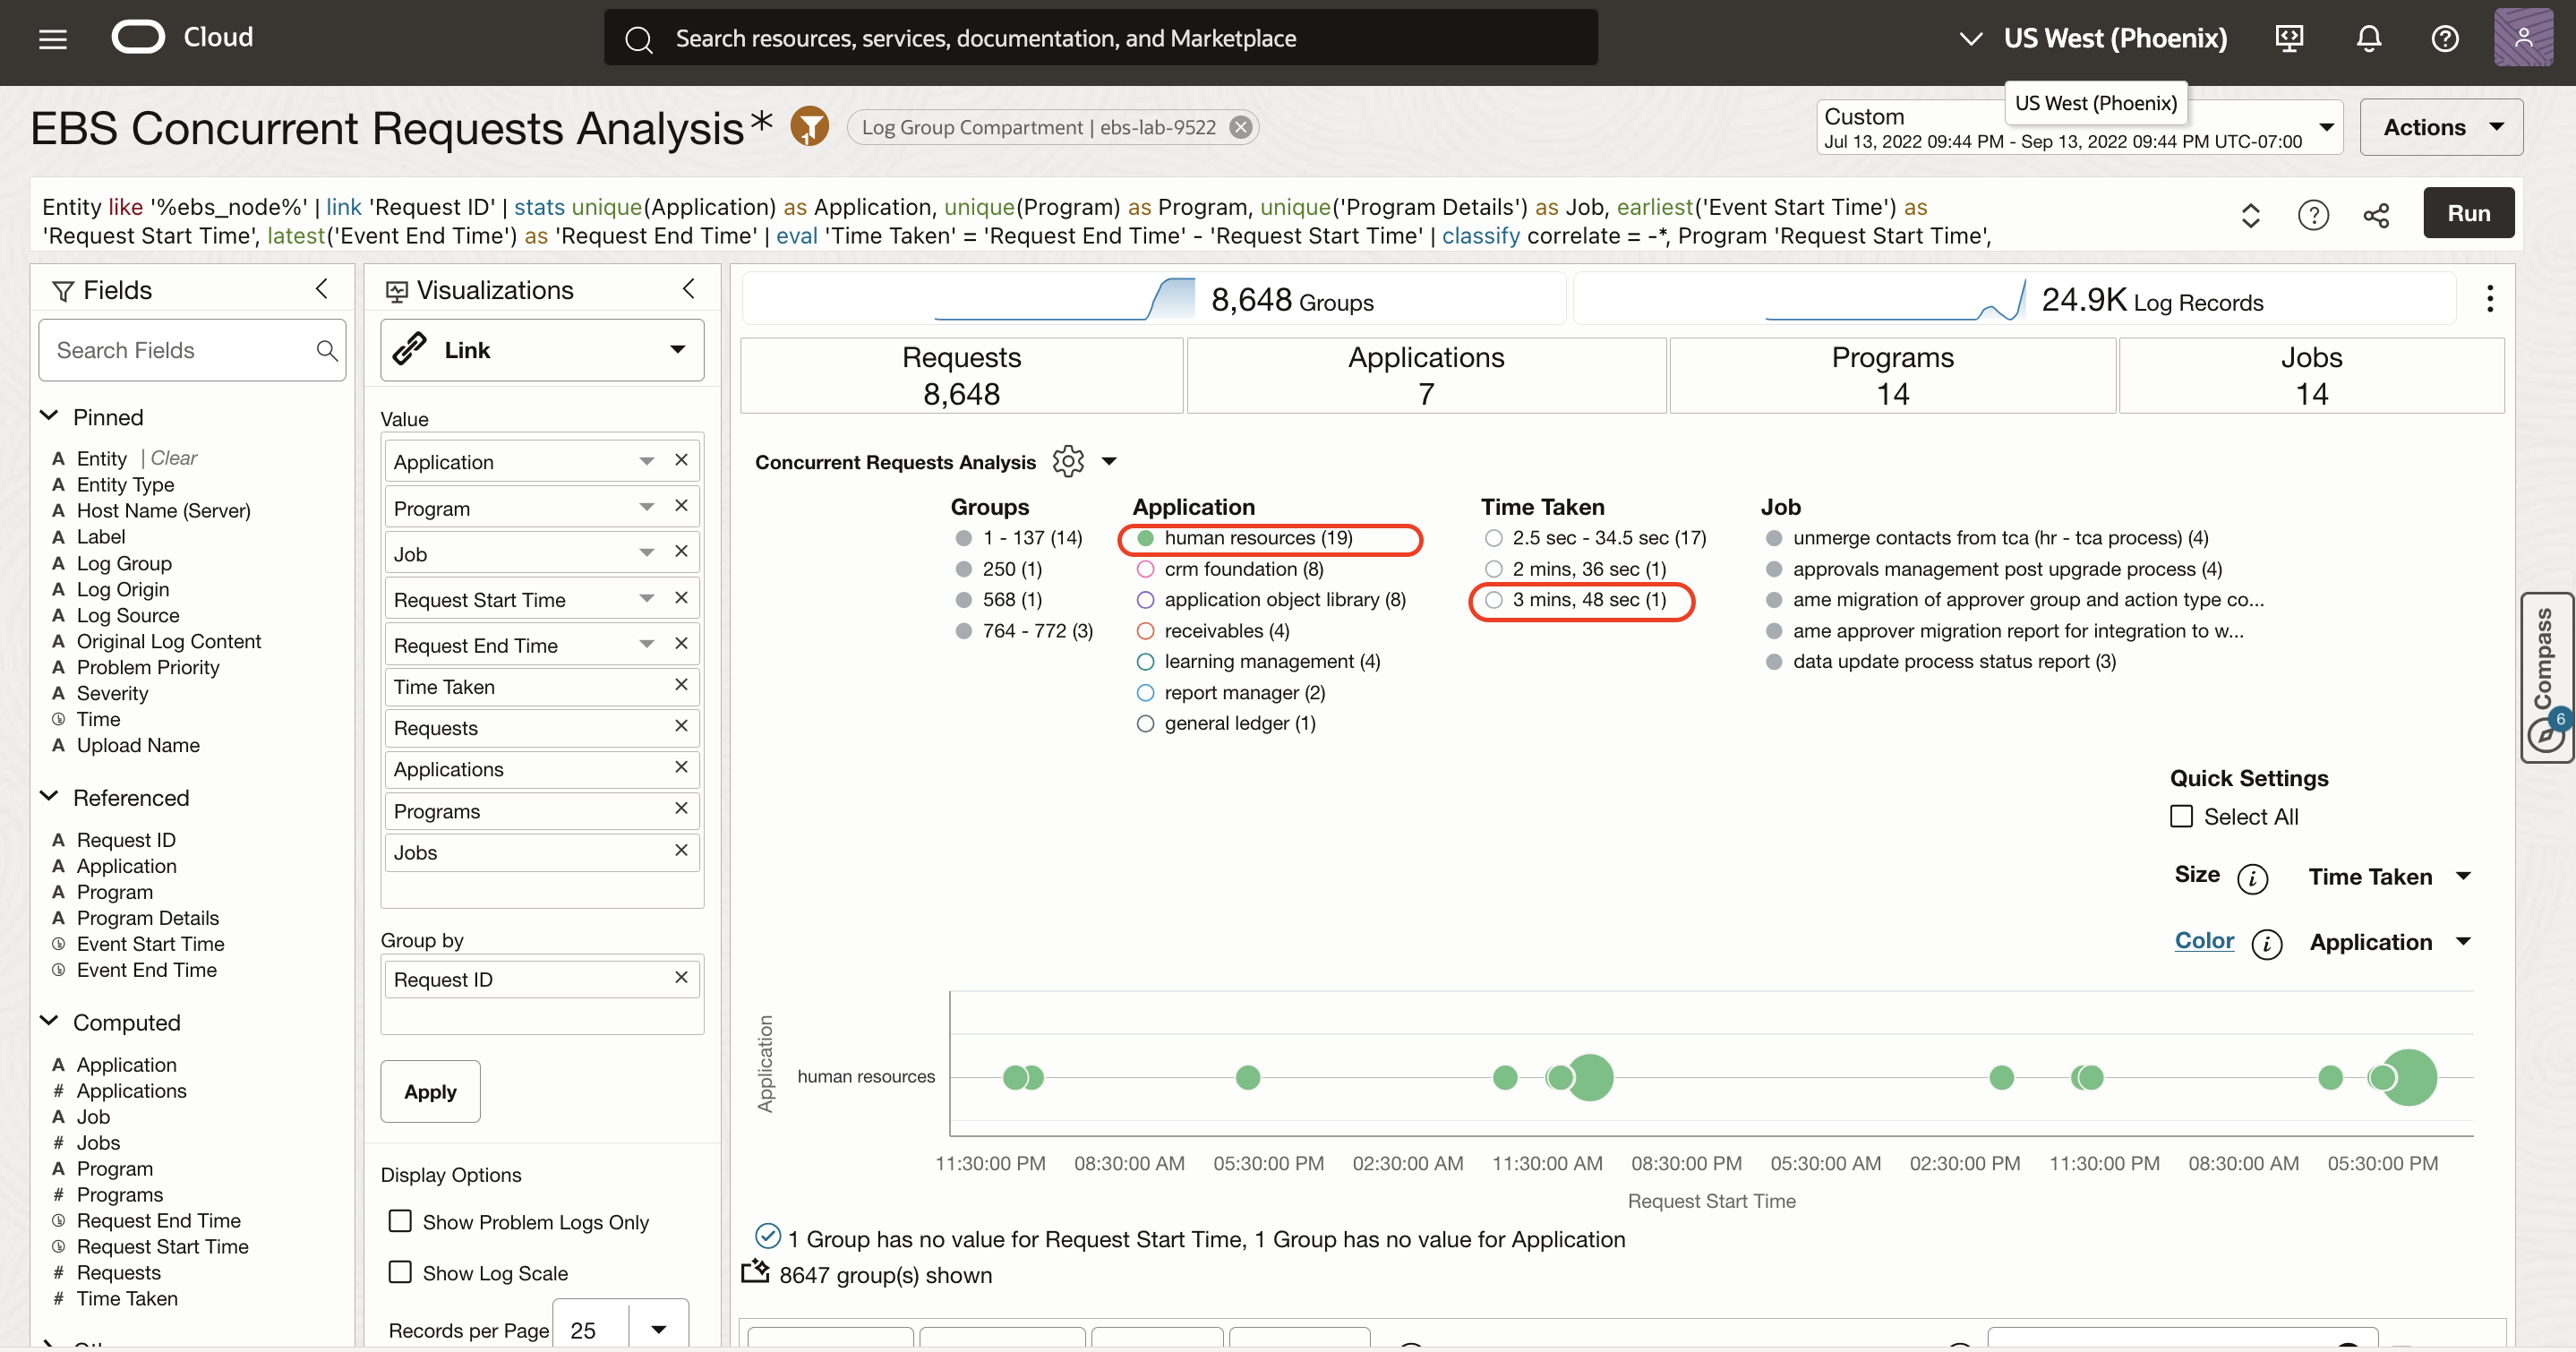 Cloud
Search resources, services, documentation, and Marketplace
US West (Phoenix)
US West (Phoenix)
EBS Concurrent Requests Analysis*
1
Log Group Compartment | ebs-lab-9522
Custom
Jul 13, 2022 09:44 PM - Sep 13, 2022 09:44 PM UTC-07:00
Actions
Entity like '%ebs_node%' | link 'Request ID' | stats unique(Application) as Application, unique(Program) as Program, unique('Program Details') as Job, earliest('Event Start Time') as
'Request Start Time', latest('Event End Time') as 'Request End Time' | eval 'Time Taken' = 'Request End Time' - 'Request Start Time' | classify correlate = -*, Program 'Request Start Time',
Run
Fields
Search Fields
Pinned
A Entity | Clear
A Entity Type
A Host Name (Server)
A Label
A Log Group
A Log Origin
A Log Source
A Original Log Content
A Problem Priority
A Severity
Time
A Upload Name
Referenced
A Request ID
A Application
A Program
A Program Details
Event Start Time
Event End Time
Computed
A Application
# Applications
A Job
# Jobs
A Program
# Programs
Request End Time
Request Start Time
# Requests
# Time Taken
Visualizations
Link
Value
Application
Program
Job
Request Start Time
Request End Time
Time Taken
Requests
Applications
Programs
Jobs
Group by
Request ID
Apply
Display Options
Show Problem Logs Only
Show Log Scale
Records per Page 25
8,648 Groups
24.9K Log Records
Requests
8,648
Applications
7
Programs
14
Jobs
14
Concurrent Requests Analysis
Groups
1 - 137 (14)
250 (1)
568 (1)
764 - 772 (3)
Application
human resources (19)
crm foundation (8)
application object library (8)
receivables (4)
learning management (4)
report manager (2)
general ledger (1)
Time Taken
2.5 sec - 34.5 sec (17)
2 mins, 36 sec (1)
3 mins, 48 sec (1)
Job
unmerge contacts from tca (hr - tca process) (4)
approvals management post upgrade process (4)
ame migration of approver group and action type co...
ame approver migration report for integration to w...
data update process status report (3)
Compass
6
Quick Settings
Select All
Size i Time Taken
Color i Application
Application
human resources
11:30:00 PM 08:30:00 AM 05:30:00 PM 02:30:00 AM 11:30:00 AM 08:30:00 PM 05:30:00 AM 02:30:00 PM 11:30:00 PM 08:30:00 AM 05:30:00 PM
Request Start Time
1 Group has no value for Request Start Time, 1 Group has no value for Application
8647 group(s) shown